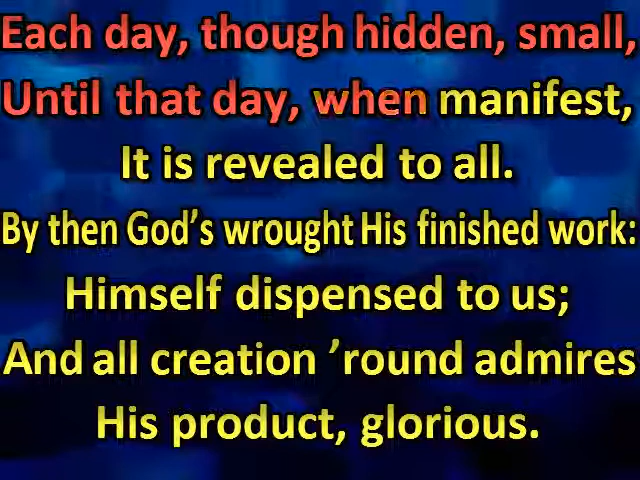 Each day, though hidden, small,
Until that day, when manifest,
It is revealed to all.
By then God’s wrought His finished work:
Himself dispensed to us;
And all creation ’round admires
His product, glorious.